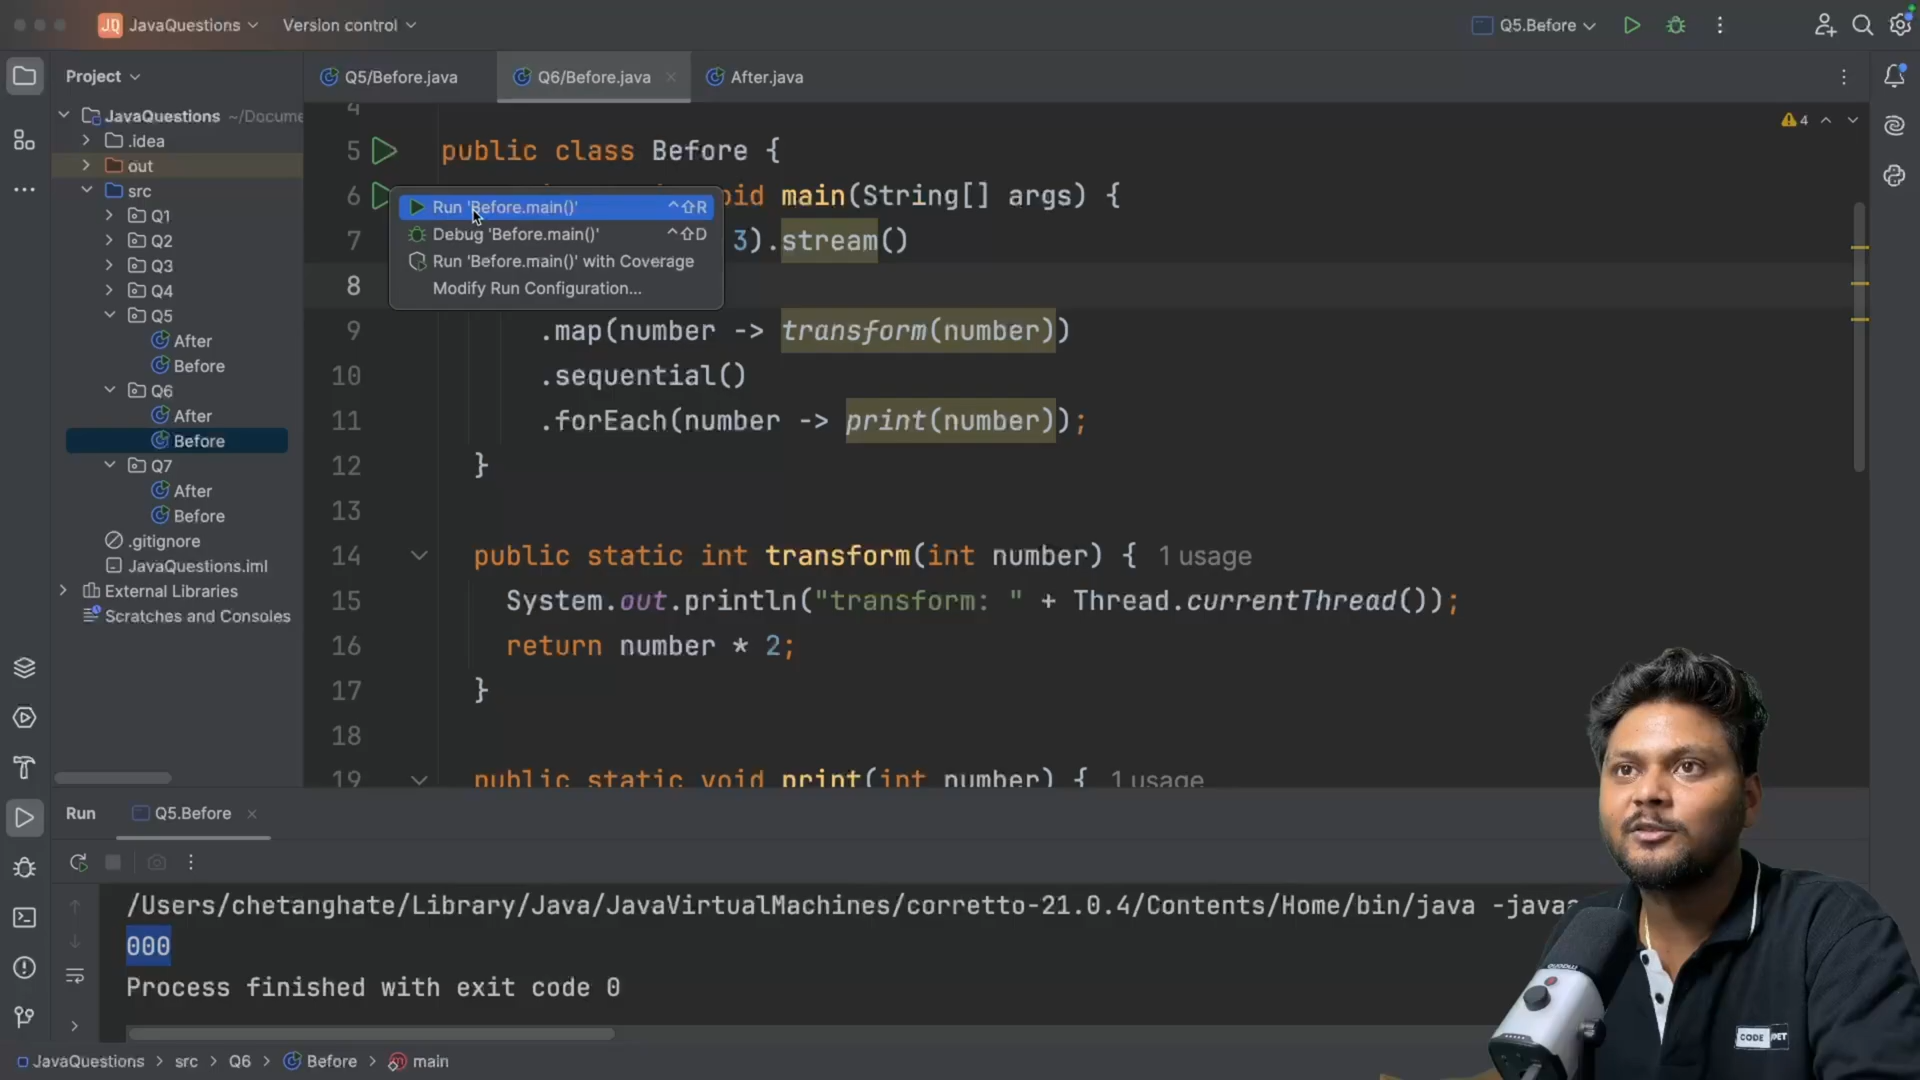 JQ JavaQuestions Version control Q5.Before
Project
JavaQuestions ~/Docume
.idea
out
src
Q1
Q2
Q3
Q4
Q5
After
Before
Q6
After
Before
Q7
After
Before
.gitignore
JavaQuestions.iml
External Libraries
Scratches and Consoles
Q5/Before.java Q6/Before.java After.java
4
4
5 public class Before {
6 main(String[] args) {
Run 'Before.main()' ^⇧R
Debug 'Before.main()' ^⇧D
Run 'Before.main()' with Coverage
Modify Run Configuration...
7 3).stream()
8
9 .map(number -> transform(number))
10 .sequential()
11 .forEach(number -> print(number));
12 }
13
14 public static int transform(int number) { 1 usage
15 System.out.println("transform: " + Thread.currentThread());
16 return number * 2;
17 }
18
19 public static void print(int number) { 1 usage
Run Q5.Before
/Users/chetanghate/Library/Java/JavaVirtualMachines/corretto-21.0.4/Contents/Home/bin/java -java
000
Process finished with exit code 0
JavaQuestions > src > Q6 > Before > main
CODE